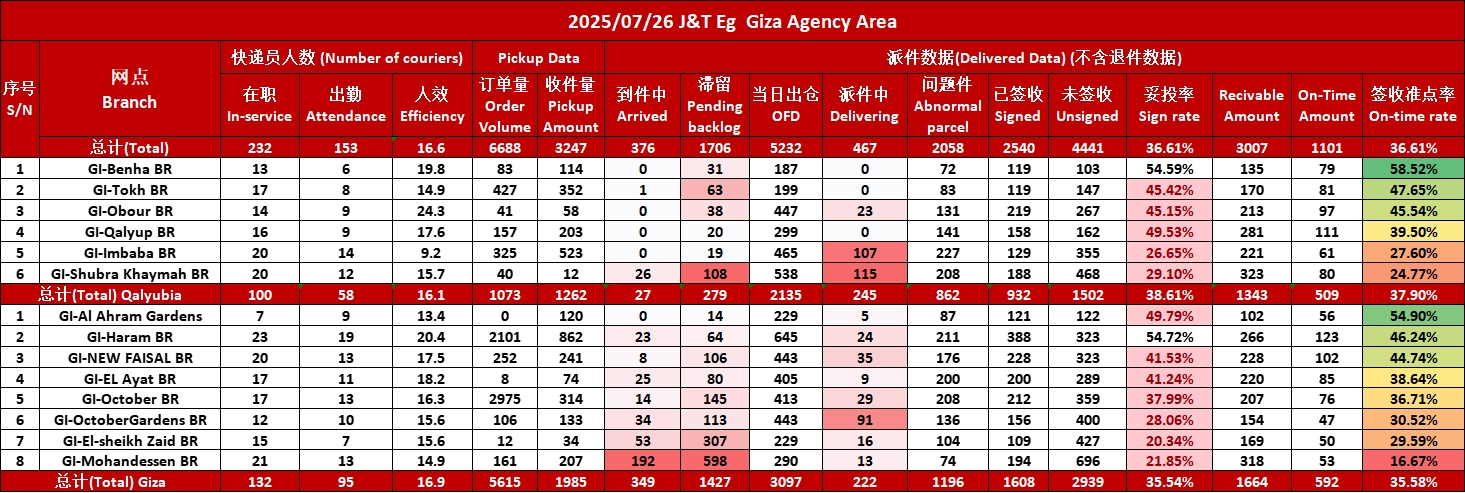 2025/07/26 J&T Eg  Giza Agency Area
序号 S/N
网点 Branch
快递员人数 (Number of couriers)
Pickup Data
派件数据(Delivered Data) (不含退件数据)
在职 In-service
出勤 Attendance
人效 Efficiency
订单量 Order Volume
收件量 Pickup Amount
到件中 Arrived
滞留 Pending backlog
当日出仓 OFD
派件中 Delivering
问题件 Abnormal parcel
已签收 Signed
未签收 Unsigned
妥投率 Sign rate
Recivable Amount
On-Time Amount
签收准点率 On-time rate
总计(Total) 232 153 16.6 6688 3247 376 1706 5232 467 2058 2540 4441 36.61% 3007 1101 36.61%
1 GI-Benha BR 13 6 19.8 83 114 0 31 187 0 72 119 103 54.59% 135 79 58.52%
2 GI-Tokh BR 17 8 14.9 427 352 1 63 199 0 83 119 147 45.42% 170 81 47.65%
3 GI-Obour BR 14 9 24.3 41 58 0 38 447 23 131 219 267 45.15% 213 97 45.54%
4 GI-Qalyup BR 16 9 17.6 157 203 0 20 299 0 141 158 162 49.53% 281 111 39.50%
5 GI-Imbaba BR 20 14 9.2 325 523 0 19 465 107 227 129 355 26.65% 221 61 27.60%
6 GI-Shubra Khaymah BR 20 12 15.7 40 12 26 108 538 115 208 188 468 29.10% 323 80 24.77%
总计(Total) Qalyubia 100 58 16.1 1073 1262 27 279 2135 245 862 932 1502 38.61% 1343 509 37.90%
1 GI-Al Ahram Gardens 7 9 13.4 0 120 0 14 229 5 87 121 122 49.79% 102 56 54.90%
2 GI-Haram BR 23 19 20.4 2101 862 23 64 645 24 211 388 323 54.72% 266 123 46.24%
3 GI-NEW FAISAL BR 20 13 17.5 252 241 8 106 443 35 176 228 323 41.53% 228 102 44.74%
4 GI-EL Ayat BR 17 11 18.2 8 74 25 80 405 9 200 200 289 41.24% 220 85 38.64%
5 GI-October BR 17 13 16.3 2975 314 14 145 413 29 208 212 359 37.99% 207 76 36.71%
6 GI-OctoberGardens BR 12 10 15.6 106 133 34 113 443 91 136 156 400 28.06% 154 47 30.52%
7 GI-El-sheikh Zaid BR 15 7 15.6 12 34 53 307 229 16 104 109 427 20.34% 169 50 29.59%
8 GI-Mohandessen BR 21 13 14.9 161 207 192 598 290 13 74 194 696 21.85% 318 53 16.67%
总计(Total) Giza 132 95 16.9 5615 1985 349 1427 3097 222 1196 1608 2939 35.54% 1664 592 35.58%